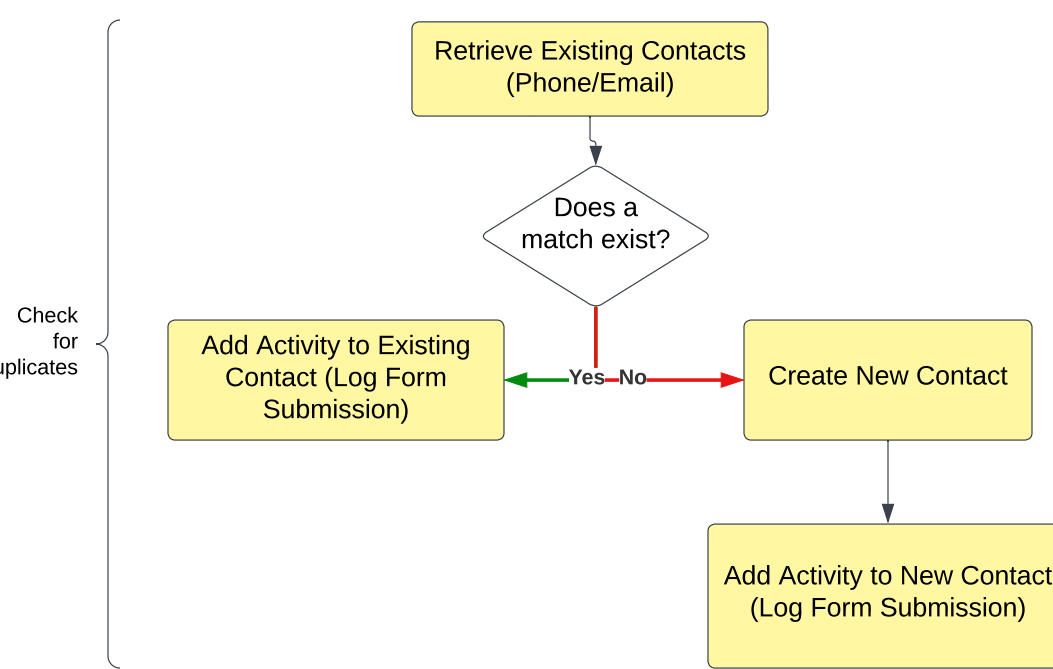 Retrieve Existing Contacts
(Phone/Email)
Does a
match exist?
Check
for
uplicates
Add Activity to Existing
Contact (Log Form
Submission)
Yes No
Create New Contact
Add Activity to New Contact
(Log Form Submission)